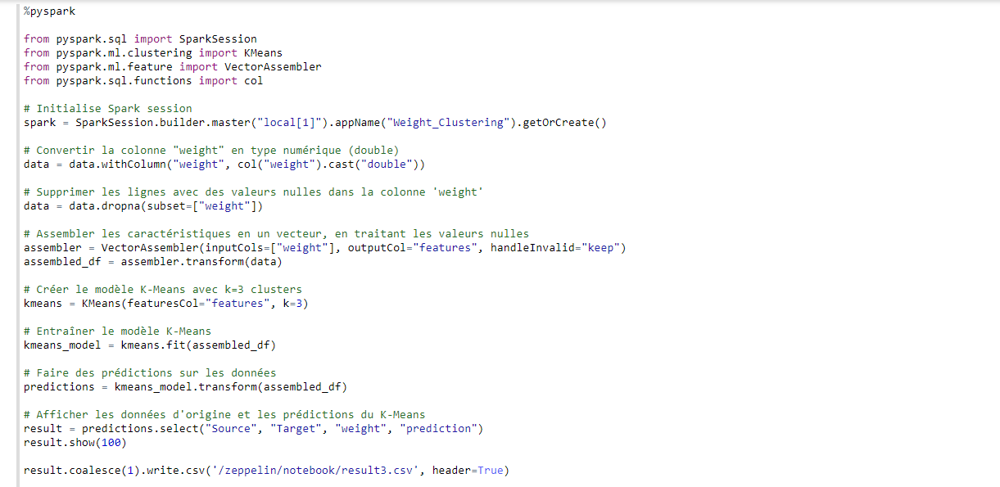 %pyspark
from pyspark.sql import SparkSession
from pyspark.ml.clustering import KMeans
from pyspark.ml.feature import VectorAssembler
from pyspark.sql.functions import col
# Initialise Spark session
spark = SparkSession.builder.master("local[1]").appName("Weight_Clustering").getOrCreate()
# Convertir la colonne "weight" en type numérique (double)
data = data.withColumn("weight", col("weight").cast("double"))
# Supprimer les lignes avec des valeurs nulles dans la colonne 'weight'
data = data.dropna(subset=["weight"])
# Assembler les caractéristiques en un vecteur, en traitant les valeurs nulles
assembler = VectorAssembler(inputCols=["weight"], outputCol="features", handleInvalid="keep")
assembled_df = assembler.transform(data)
# Créer le modèle K-Means avec k=3 clusters
kmeans = KMeans(featuresCol="features", k=3)
# Entraîner le modèle K-Means
kmeans_model = kmeans.fit(assembled_df)
# Faire des prédictions sur les données
predictions = kmeans_model.transform(assembled_df)
# Afficher les données d'origine et les prédictions du K-Means
result = predictions.select("Source", "Target", "weight", "prediction")
result.show(100)
result.coalesce(1).write.csv('/zeppelin/notebook/result3.csv', header=True)